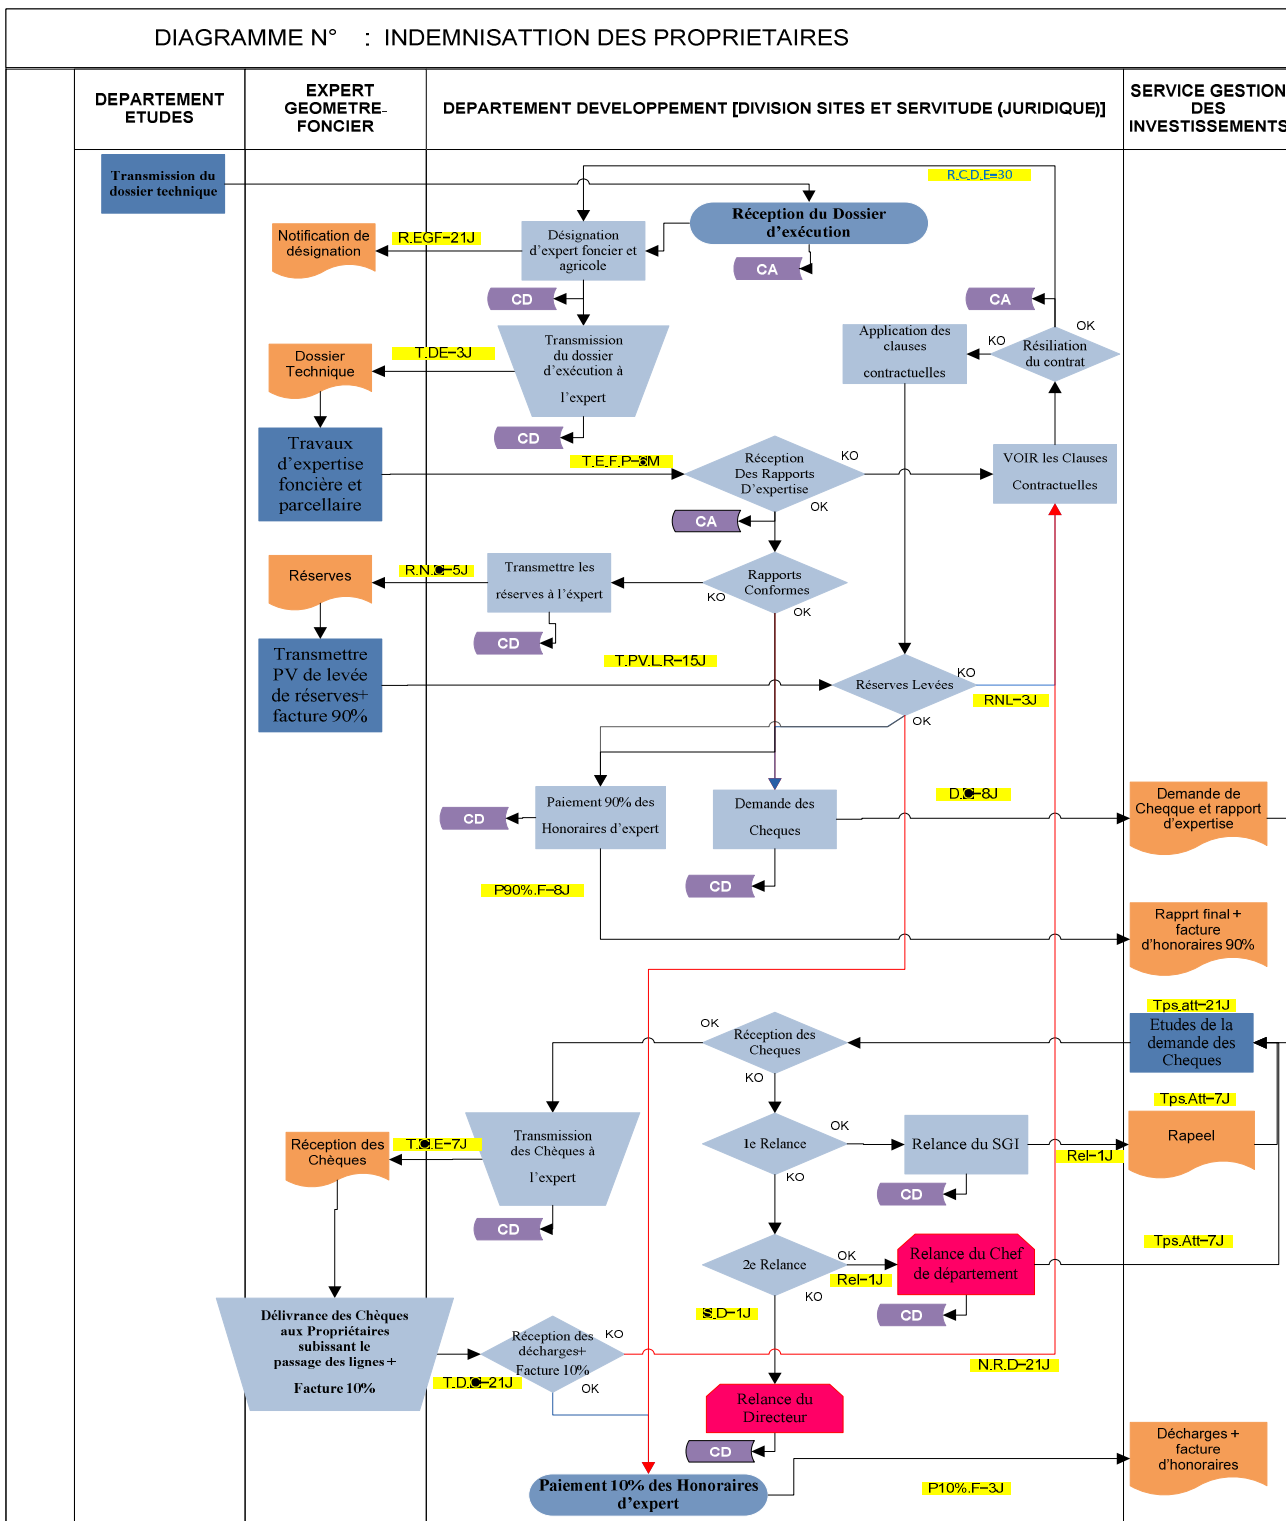 DIAGRAMME N° : INDEMNISATTION DES PROPRIETAIRES
DEPARTEMENT
ETUDES
EXPERT
GEOMETRE-
FONCIER
DEPARTEMENT DEVELOPPEMENT [DIVISION SITES ET SERVITUDE (JURIDIQUE)]
SERVICE GESTION
DES
INVESTISSEMENTS
Transmission du
dossier technique
R.C.D.E-30
Réception du Dossier
d'exécution
Notification de
désignation
R.EGF-21J
Désignation
d'expert foncier et
agricole
CA
CD
CA
OK
Application des
clauses
contractuelles
KO
Résiliation
du contrat
Transmission
du dossier
d'exécution à
l'expert
T.DE-3J
Dossier
Technique
CD
Travaux
d'expertise
foncière et
parcellaire
Réception
Des Rapports
D'expertise
KO
OK
VOIR les Clauses
Contractuelles
CA
Réserves
Transmettre les
réserves à l'éxpert
KO
Rapports
Conformes
OK
CD
Transmettre
PV de levée
de réserves+
facture 90%
T.PV.L.R-15J
Réserves Levées
KO
RNL-3J
OK
Paiement 90% des
Honoraires d'expert
CD
Demande des
Cheques
Demande de
Cheqque et rapport
d'expertise
CD
P90%.F-8J
Rapprt final +
facture
d'honoraires 90%
Tps.att-21J
OK
Réception des
Cheques
Etudes de la
demande des
Cheques
KO
Tps.Att-7J
Réception des
Chèques
Transmission
des Chèques à
l'expert
1e Relance
OK
Relance du SGI
Rapeel
Rel-1J
KO
CD
CD
Tps.Att-7J
2e Relance
OK
Rel-1J
Relance du Chef
de département
KO
CD
Délivrance des Chèques
aux Propriétaires
subissant le
passage des lignes +
Facture 10%
Réception des
décharges+
Facture 10%
KO
OK
N.R.D-21J
Relance du
Directeur
CD
Décharges +
facture
d'honoraires
Paiement 10% des Honoraires
d'expert
P10%.F-3J